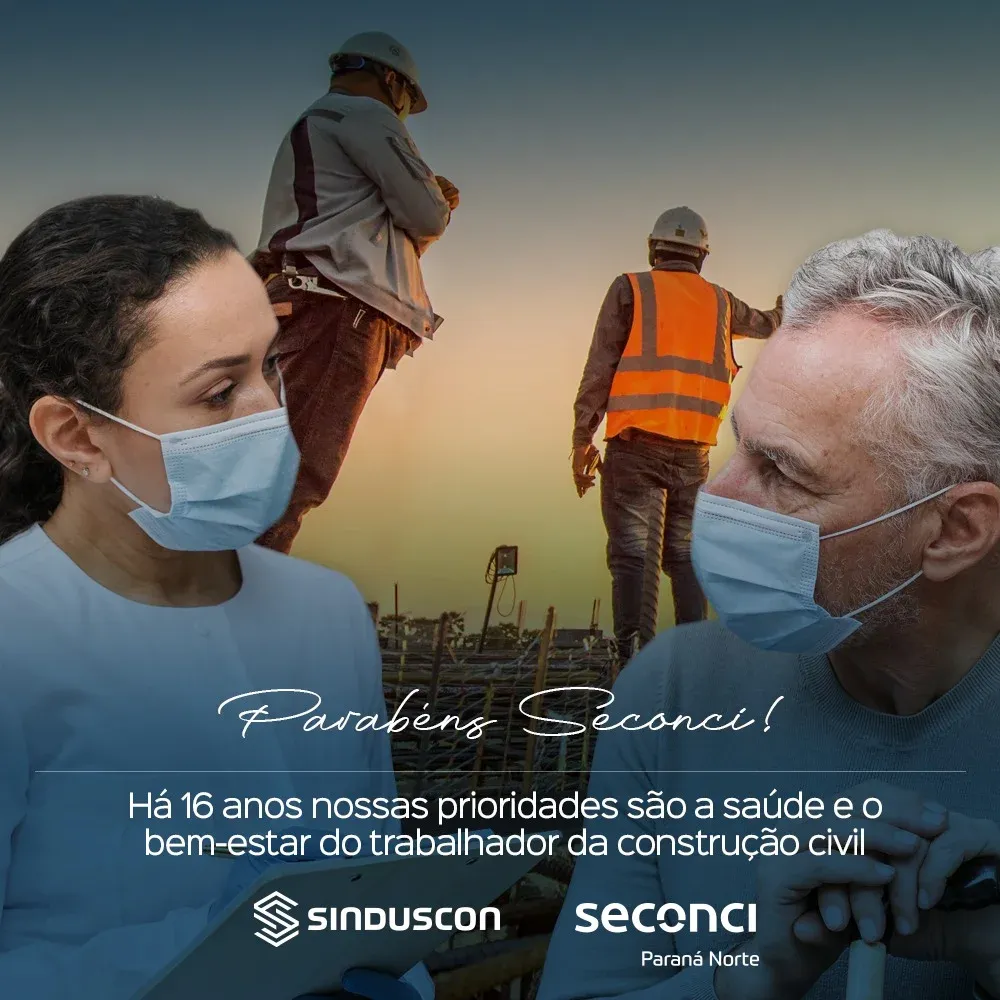 Parabéns Seconci!
Há 16 anos nossas prioridades são a saúde e o
bem-estar do trabalhador da construção civil
SINDUSCON
seconci
Paraná Norte